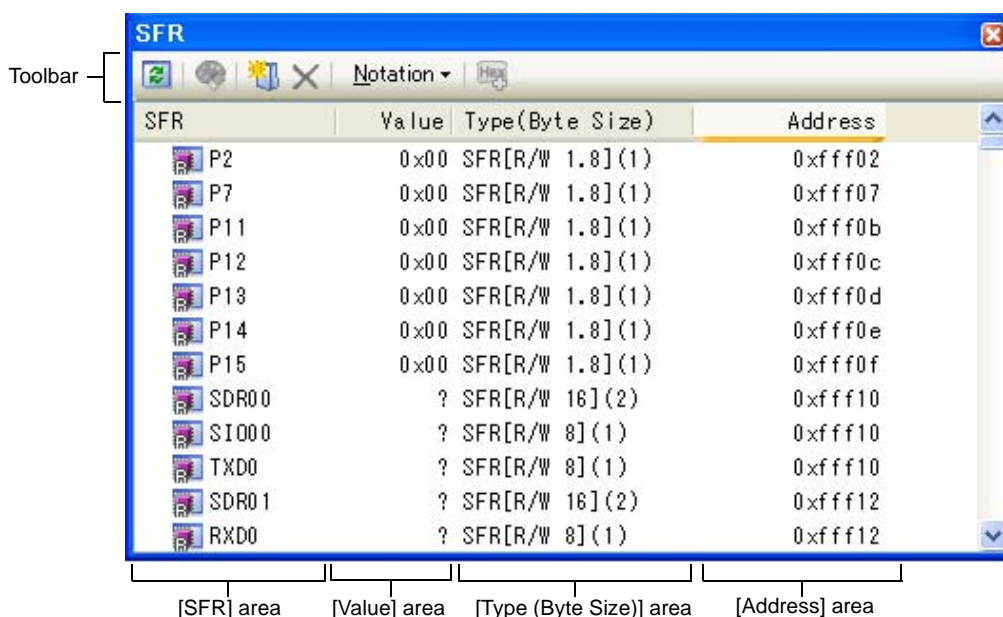 SFR
Toolbar
Notation
Hex
SFR Value Type(Byte Size) Address
P2 0x00 SFR[R/W 1.8](1) 0xfff02
P7 0x00 SFR[R/W 1.8](1) 0xfff07
P11 0x00 SFR[R/W 1.8](1) 0xfff0b
P12 0x00 SFR[R/W 1.8](1) 0xfff0c
P13 0x00 SFR[R/W 1.8](1) 0xfff0d
P14 0x00 SFR[R/W 1.8](1) 0xfff0e
P15 0x00 SFR[R/W 1.8](1) 0xfff0f
SDR00 ? SFR[R/W 16](2) 0xfff10
SIO00 ? SFR[R/W 8](1) 0xfff10
TXD0 ? SFR[R/W 8](1) 0xfff10
SDR01 ? SFR[R/W 16](2) 0xfff12
RXD0 ? SFR[R/W 8](1) 0xfff12
[SFR] area [Value] area [Type (Byte Size)] area [Address] area